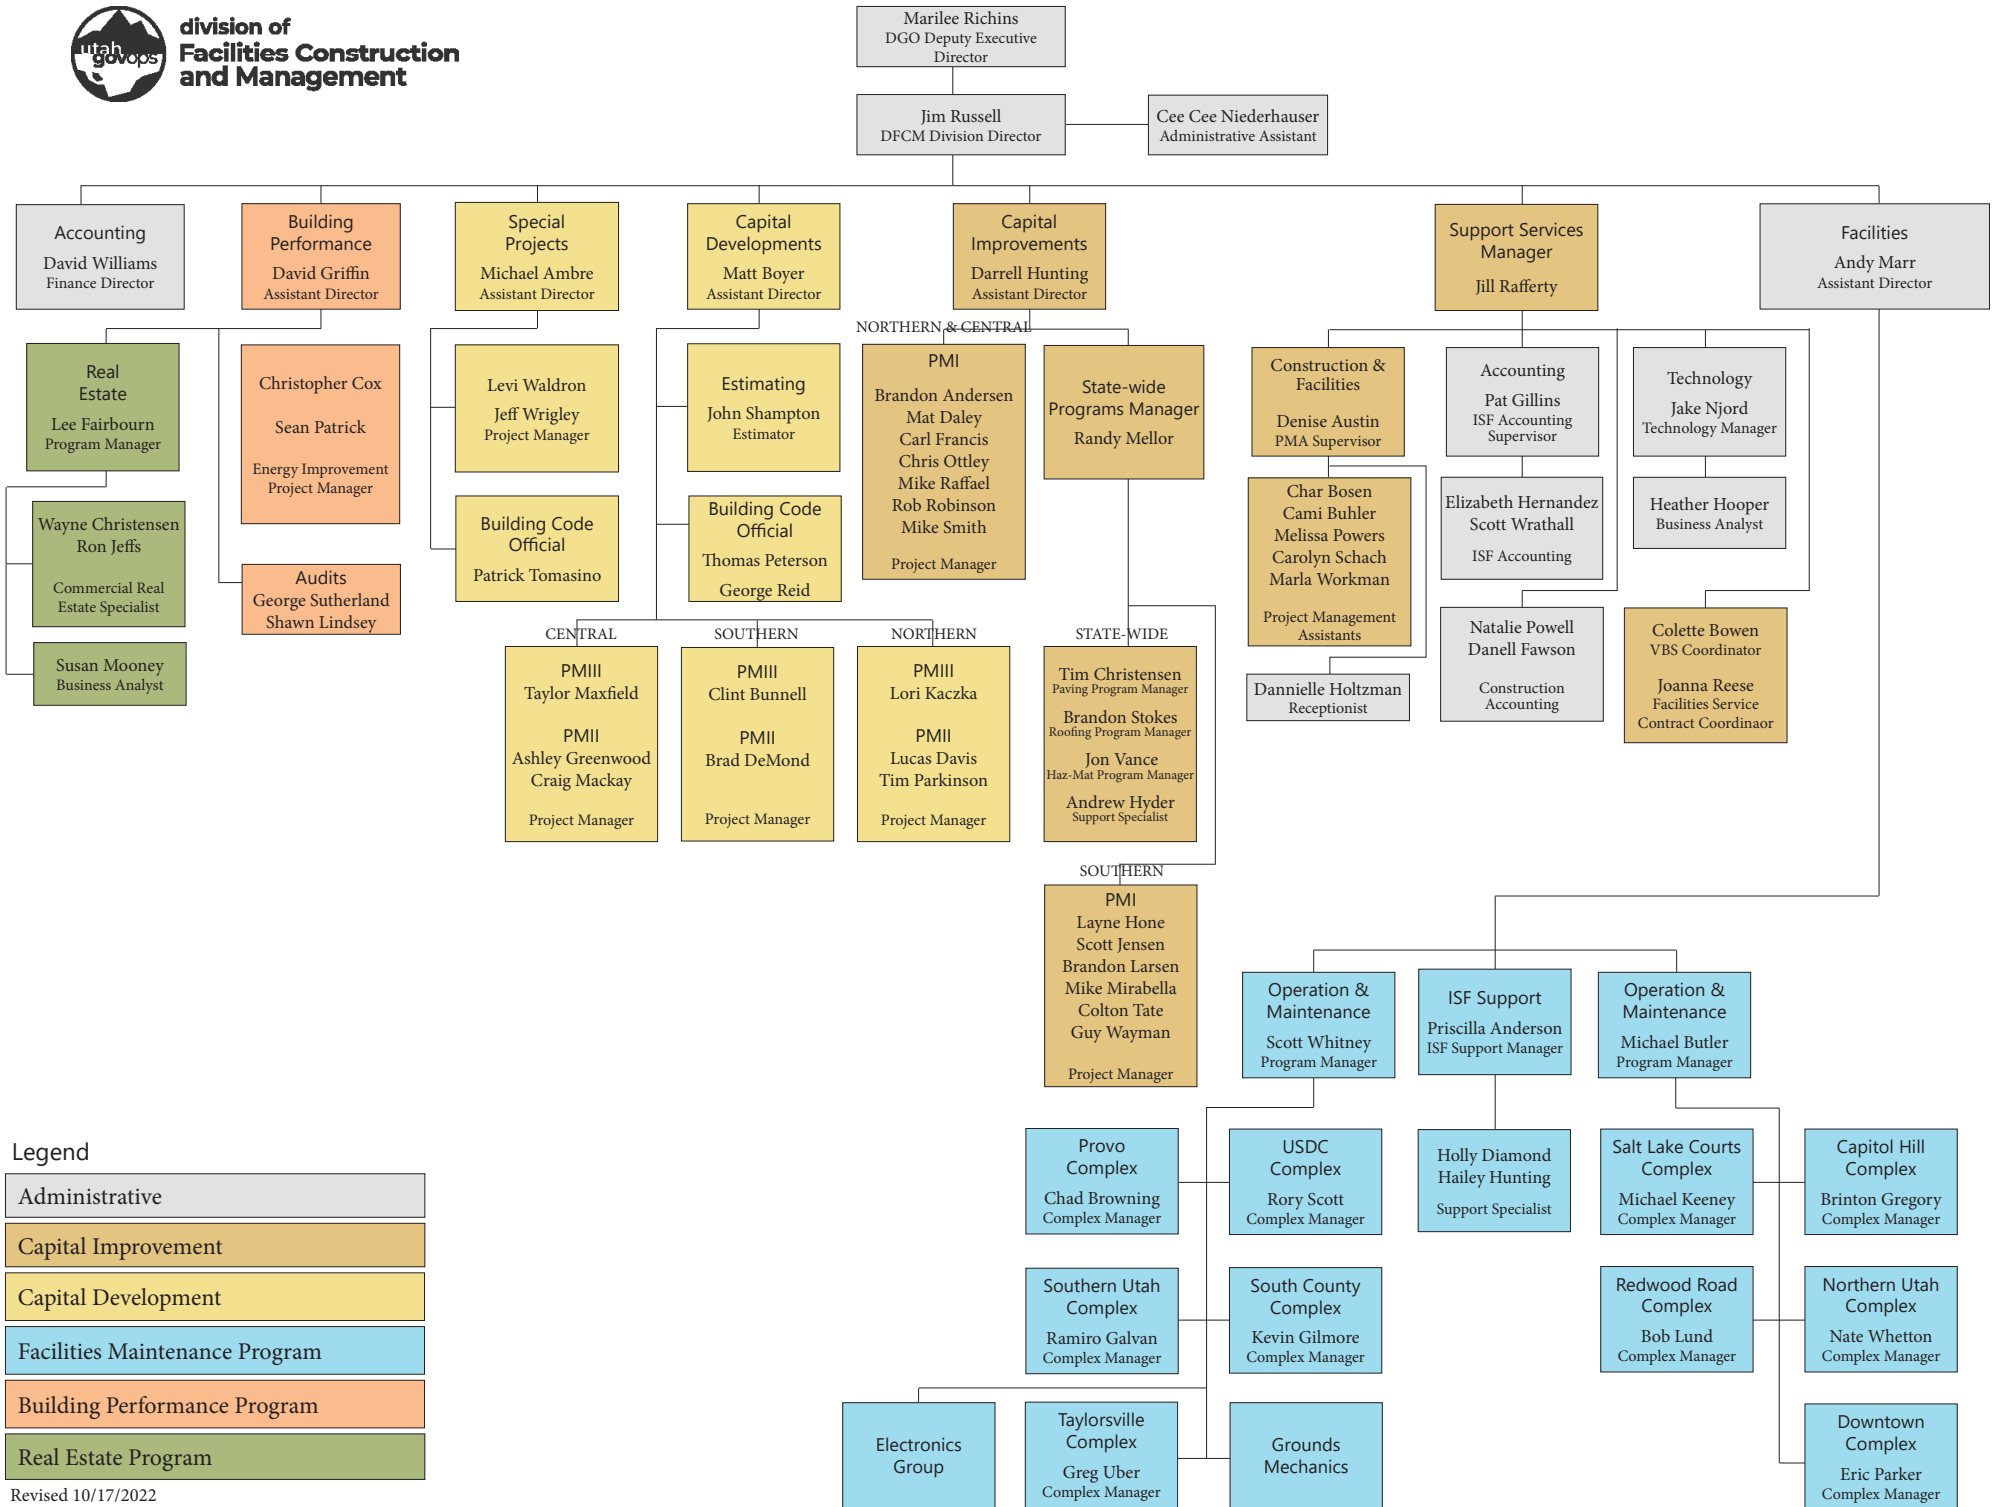 utah
govops
division of
Facilities Construction
and Management
Marilee Richins
DGO Deputy Executive
Director
Jim Russell
DFCM Division Director
Cee Cee Niederhauser
Administrative Assistant
Accounting
David Williams
Finance Director
Building
Performance
David Griffin
Assistant Director
Special
Projects
Michael Ambre
Assistant Director
Capital
Developments
Matt Boyer
Assistant Director
Capital
Improvements
Darrell Hunting
Assistant Director
Support Services
Manager
Jill Rafferty
Facilities
Andy Marr
Assistant Director
Real
Estate
Lee Fairbourn
Program Manager
Wayne Christensen
Ron Jeffs
Commercial Real
Estate Specialist
Susan Mooney
Business Analyst
Christopher Cox
Sean Patrick
Energy Improvement
Project Manager
Audits
George Sutherland
Shawn Lindsey
Levi Waldron
Jeff Wrigley
Project Manager
Building Code
Official
Patrick Tomasino
Estimating
John Shampton
Estimator
Building Code
Official
Thomas Peterson
George Reid
CENTRAL
PMIII
Taylor Maxfield
PMII
Ashley Greenwood
Craig Mackay
Project Manager
SOUTHERN
PMIII
Clint Bunnell
PMII
Brad DeMond
Project Manager
NORTHERN
PMIII
Lori Kaczka
PMII
Lucas Davis
Tim Parkinson
Project Manager
NORTHERN & CENTRAL
PMI
Brandon Andersen
Mat Daley
Carl Francis
Chris Ottley
Mike Raffael
Rob Robinson
Mike Smith
Project Manager
State-wide
Programs Manager
Randy Mellor
STATE-WIDE
Tim Christensen
Paving Program Manager
Brandon Stokes
Roofing Program Manager
Jon Vance
Haz-Mat Program Manager
Andrew Hyder
Support Specialist
SOUTHERN
PMI
Layne Hone
Scott Jensen
Brandon Larsen
Mike Mirabella
Colton Tate
Guy Wayman
Project Manager
Construction &
Facilities
Denise Austin
PMA Supervisor
Char Bosen
Cami Buhler
Melissa Powers
Carolyn Schach
Marla Workman
Project Management
Assistants
Dannielle Holtzman
Receptionist
Accounting
Pat Gillins
ISF Accounting
Supervisor
Elizabeth Hernandez
Scott Wrathall
ISF Accounting
Natalie Powell
Danell Fawson
Construction
Accounting
Technology
Jake Njord
Technology Manager
Heather Hooper
Business Analyst
Colette Bowen
VBS Coordinator
Joanna Reese
Facilities Service
Contract Coordinaor
Operation &
Maintenance
Scott Whitney
Program Manager
ISF Support
Priscilla Anderson
ISF Support Manager
Operation &
Maintenance
Michael Butler
Program Manager
Provo
Complex
Chad Browning
Complex Manager
USDC
Complex
Rory Scott
Complex Manager
Holly Diamond
Hailey Hunting
Support Specialist
Salt Lake Courts
Complex
Michael Keeney
Complex Manager
Capitol Hill
Complex
Brinton Gregory
Complex Manager
Southern Utah
Complex
Ramiro Galvan
Complex Manager
South County
Complex
Kevin Gilmore
Complex Manager
Redwood Road
Complex
Bob Lund
Complex Manager
Northern Utah
Complex
Nate Whetton
Complex Manager
Electronics
Group
Taylorsville
Complex
Greg Uber
Complex Manager
Grounds
Mechanics
Downtown
Complex
Eric Parker
Complex Manager
Legend
Administrative
Capital Improvement
Capital Development
Facilities Maintenance Program
Building Performance Program
Real Estate Program
Revised 10/17/2022